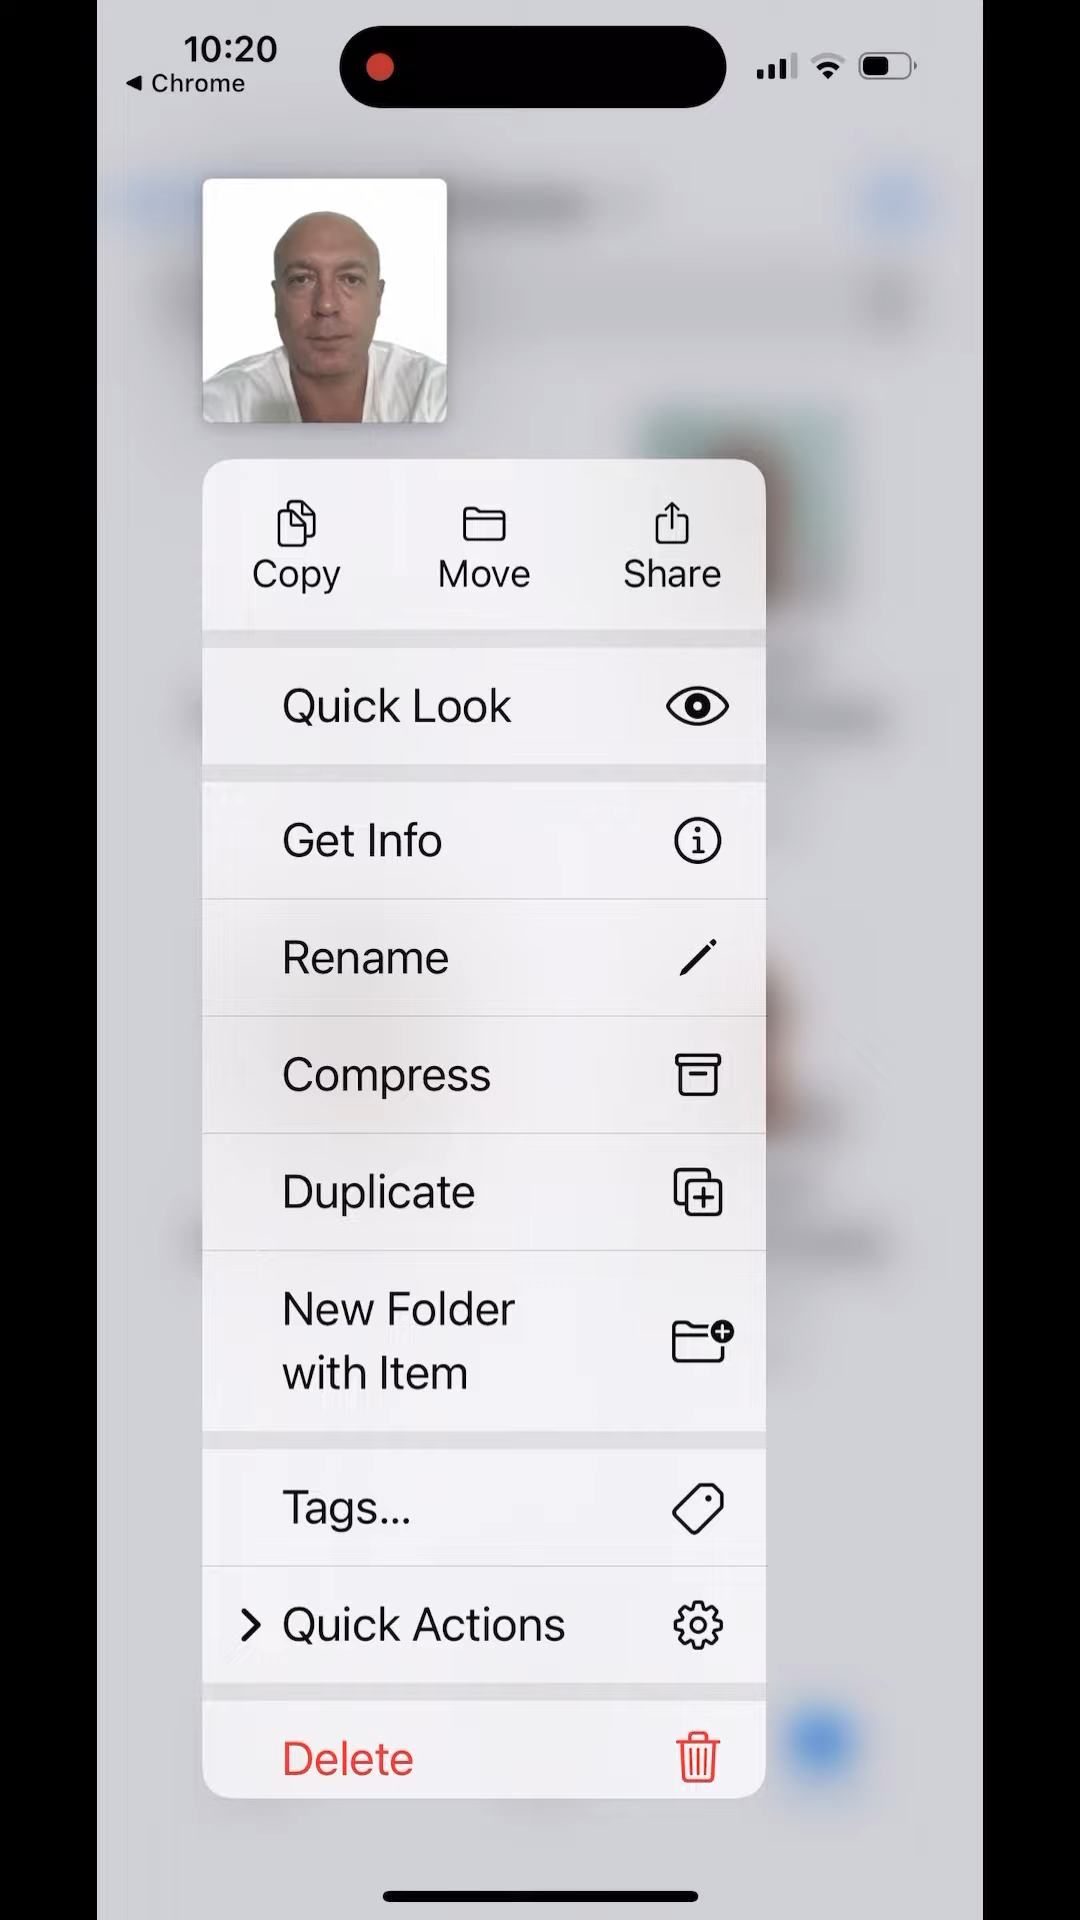 10:20
◀ Chrome
Copy
Move
Share
Quick Look
Get Info
Rename
Compress
Duplicate
New Folder
with Item
Tags...
Quick Actions
Delete